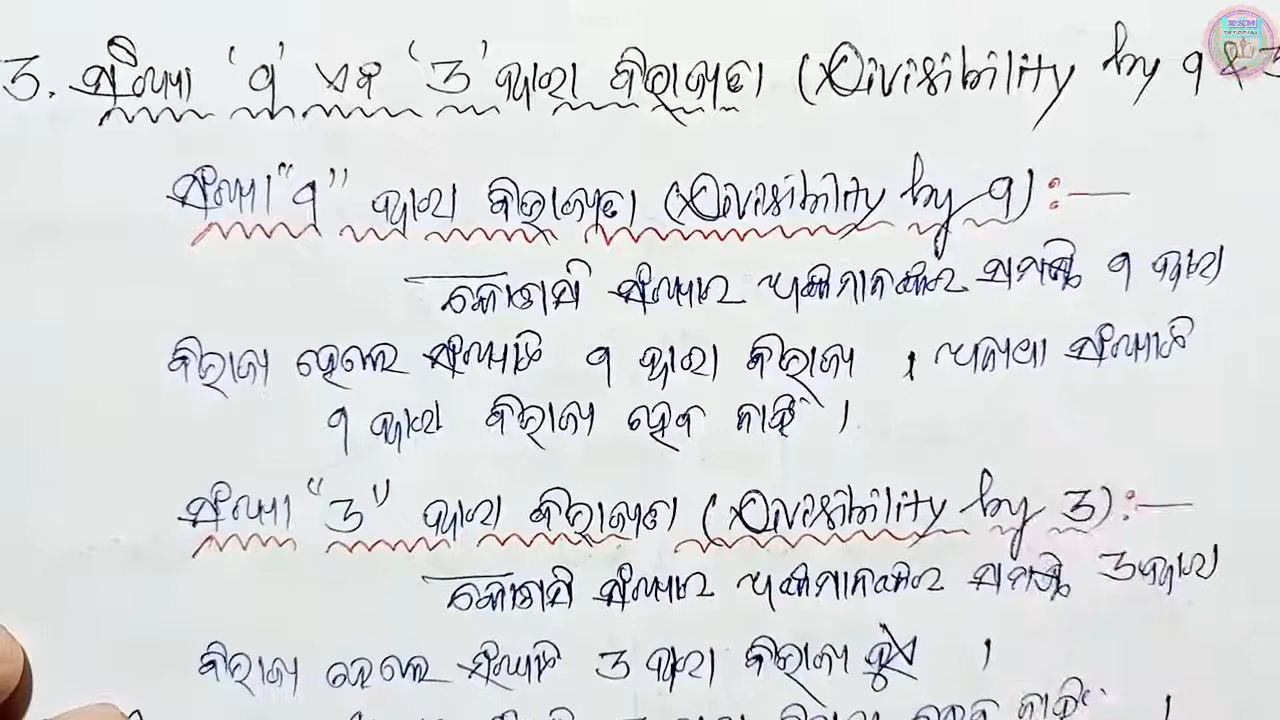 3. ସଂଖ୍ୟା '9' ଏବଂ '3' ଦ୍ୱାରା ବିଭାଜ୍ୟତା (Divisibility by 9 & 3
ସଂଖ୍ୟା "9" ଦ୍ୱାରା ବିଭାଜ୍ୟତା (Divisibility by 9) :—
କୌଣସି ସଂଖ୍ୟାର ଅଙ୍କମାନଙ୍କର ସମଷ୍ଟି 9 ଦ୍ୱାରା
ବିଭାଜ୍ୟ ହେଲେ ସଂଖ୍ୟାଟି 9 ଦ୍ୱାରା ବିଭାଜ୍ୟ । ଅନ୍ୟଥା ସଂଖ୍ୟାଟି
9 ଦ୍ୱାରା ବିଭାଜ୍ୟ ହେବ ନାହିଁ ।
ସଂଖ୍ୟା "3" ଦ୍ୱାରା ବିଭାଜ୍ୟତା (Divisibility by 3) :—
କୌଣସି ସଂଖ୍ୟାର ଅଙ୍କମାନଙ୍କର ସମଷ୍ଟି 3 ଦ୍ୱାରା
ବିଭାଜ୍ୟ ହେଲେ ସଂଖ୍ୟାଟି 3 ଦ୍ୱାରା ବିଭାଜ୍ୟ ହୁଏ ।